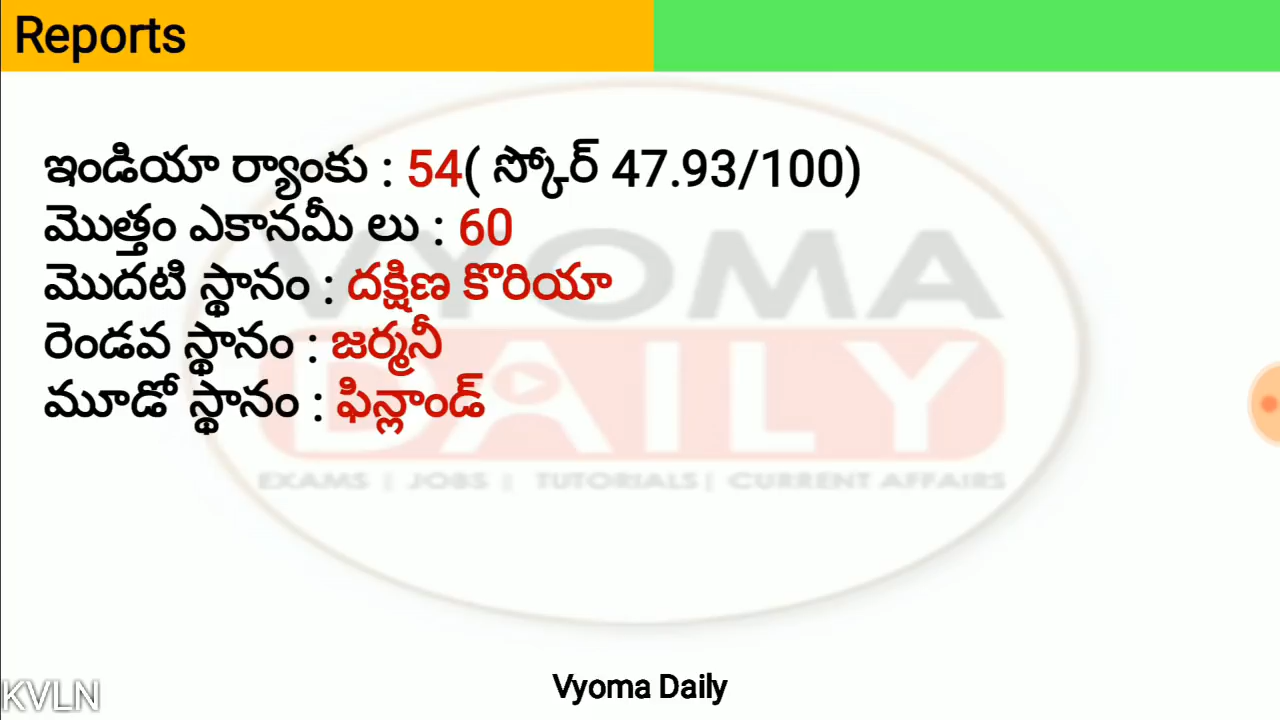 Reports
ఇండియా ర్యాంకు : 54( స్కోర్ 47.93/100)
మొత్తం ఎకానమీ లు : 60
మొదటి స్థానం : దక్షిణ కొరియా
రెండవ స్థానం : జర్మనీ
మూడో స్థానం : ఫిన్లాండ్
VYOMA
DAILY
EXAMS | JOBS | TUTORIALS | CURRENT AFFAIRS
Vyoma Daily
KVLN